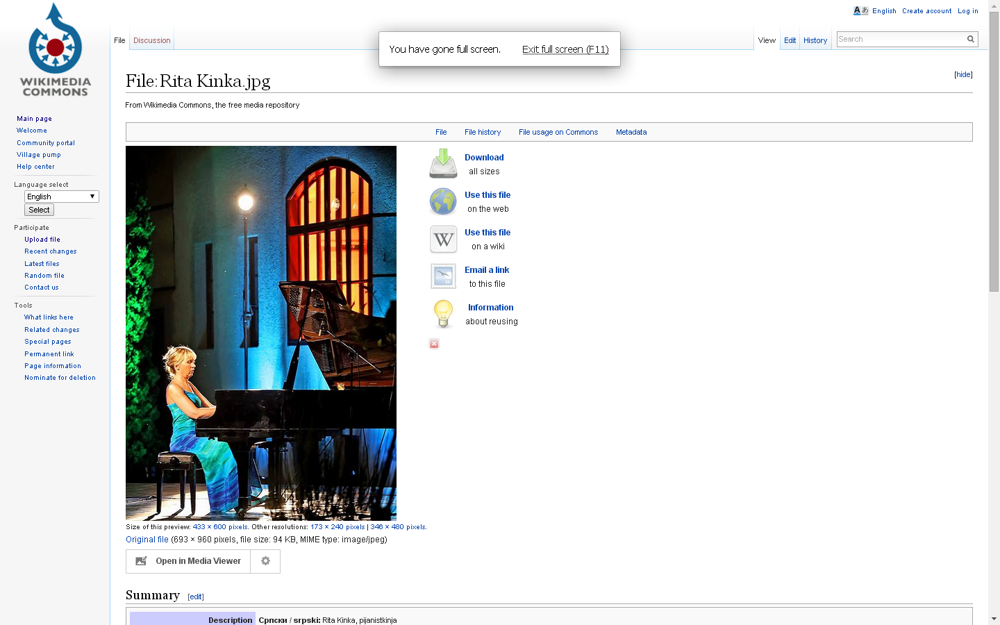 English Create account Log in
WIKIMEDIA
COMMONS
File Discussion
You have gone full screen. Exit full screen (F11)
View Edit History Search
File:Rita Kinka.jpg
[hide]
From Wikimedia Commons, the free media repository
File File history File usage on Commons Metadata
Main page
Welcome
Community portal
Village pump
Help center
Language select
English
Select
Participate
Upload file
Recent changes
Latest files
Random file
Contact us
Tools
What links here
Related changes
Special pages
Permanent link
Page information
Nominate for deletion
Download
all sizes
Use this file
on the web
W
Use this file
on a wiki
Email a link
to this file
Information
about reusing
Size of this preview: 433 × 600 pixels. Other resolutions: 173 × 240 pixels | 346 × 480 pixels.
Original file (693 × 960 pixels, file size: 94 KB, MIME type: image/jpeg)
Open in Media Viewer
Summary [edit]
Description Српски / srpski: Rita Kinka, pijanistkinja